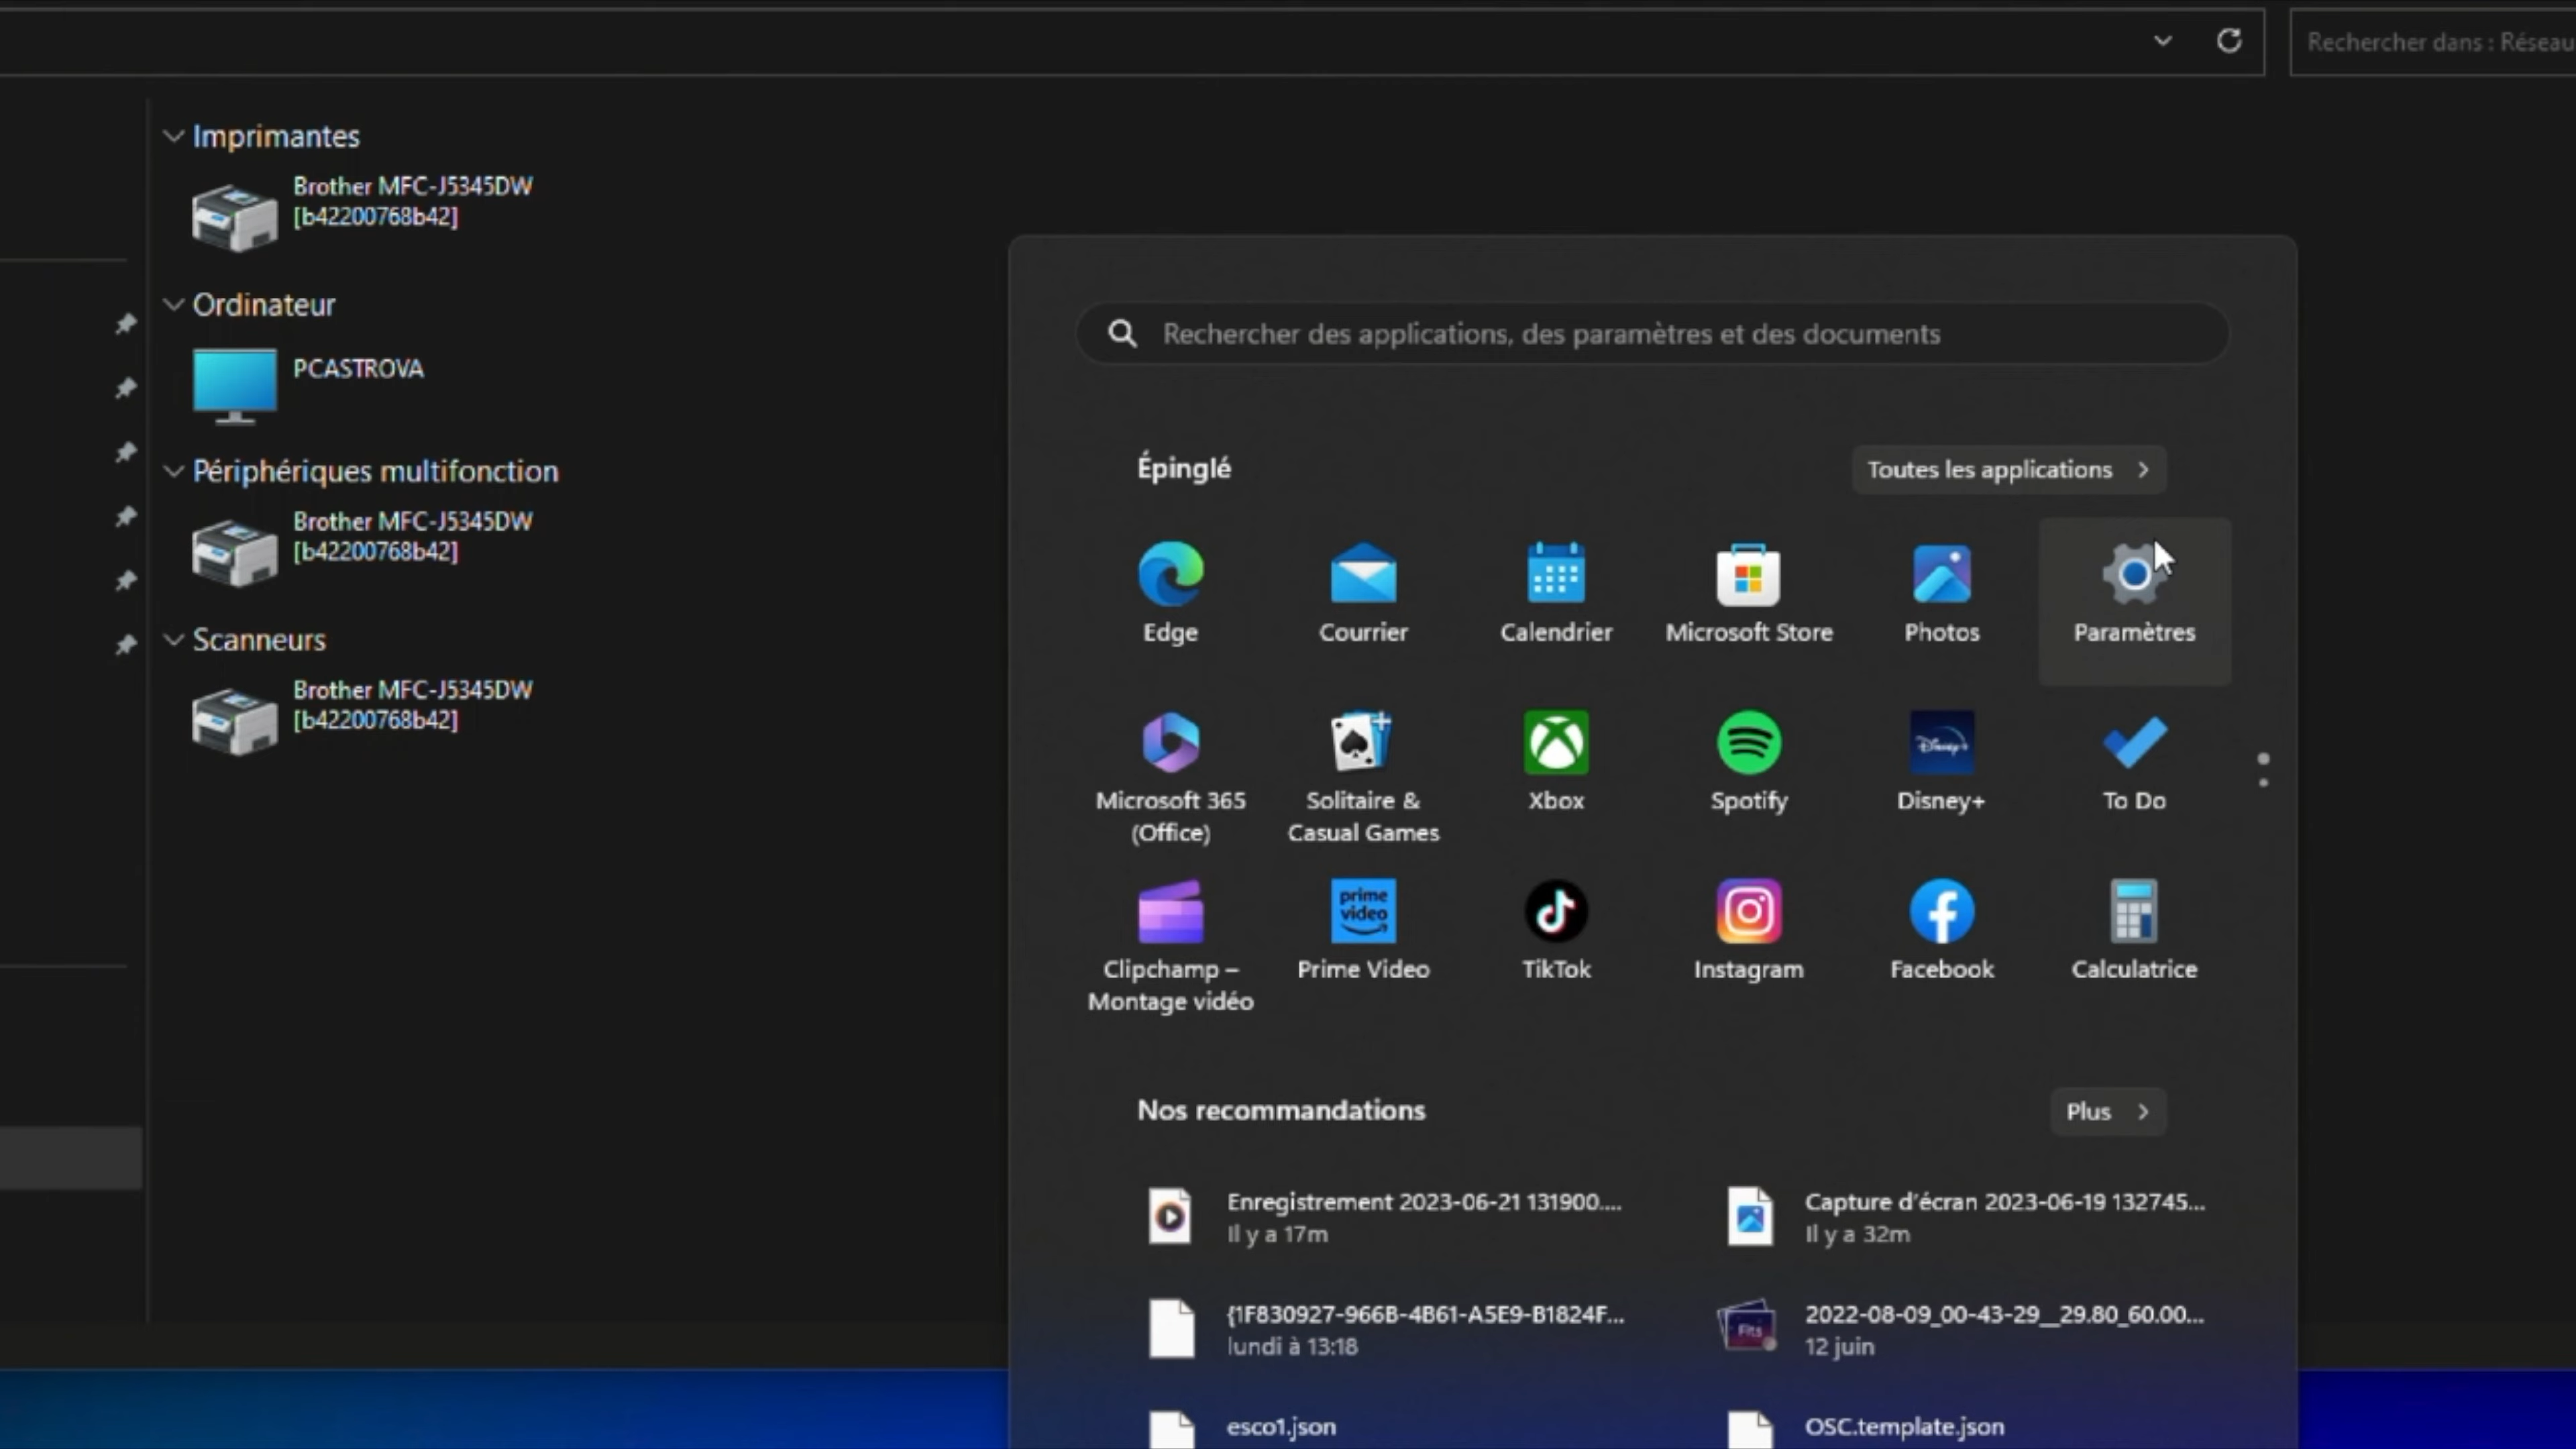 Rechercher dans : Réseau
Imprimantes
Brother MFC-J5345DW
[b42200768b42]
Ordinateur
PCASTROVA
Périphériques multifonction
Brother MFC-J5345DW
[b42200768b42]
Scanneurs
Brother MFC-J5345DW
[b42200768b42]
Rechercher des applications, des paramètres et des documents
Épinglé
Toutes les applications
Edge
Courrier
Calendrier
Microsoft Store
Photos
Paramètres
Microsoft 365
(Office)
Solitaire &
Casual Games
Xbox
Spotify
Disney+
Disney+
To Do
Clipchamp –
Montage vidéo
prime
video
Prime Video
TikTok
Instagram
Facebook
Calculatrice
Nos recommandations
Plus
Enregistrement 2023-06-21 131900....
Il y a 17m
Capture d'écran 2023-06-19 132745...
Il y a 32m
{1F830927-966B-4B61-A5E9-B1824F...
lundi à 13:18
Fits
2022-08-09_00-43-29__29.80_60.00...
12 juin
esco1.json
OSC.template.json